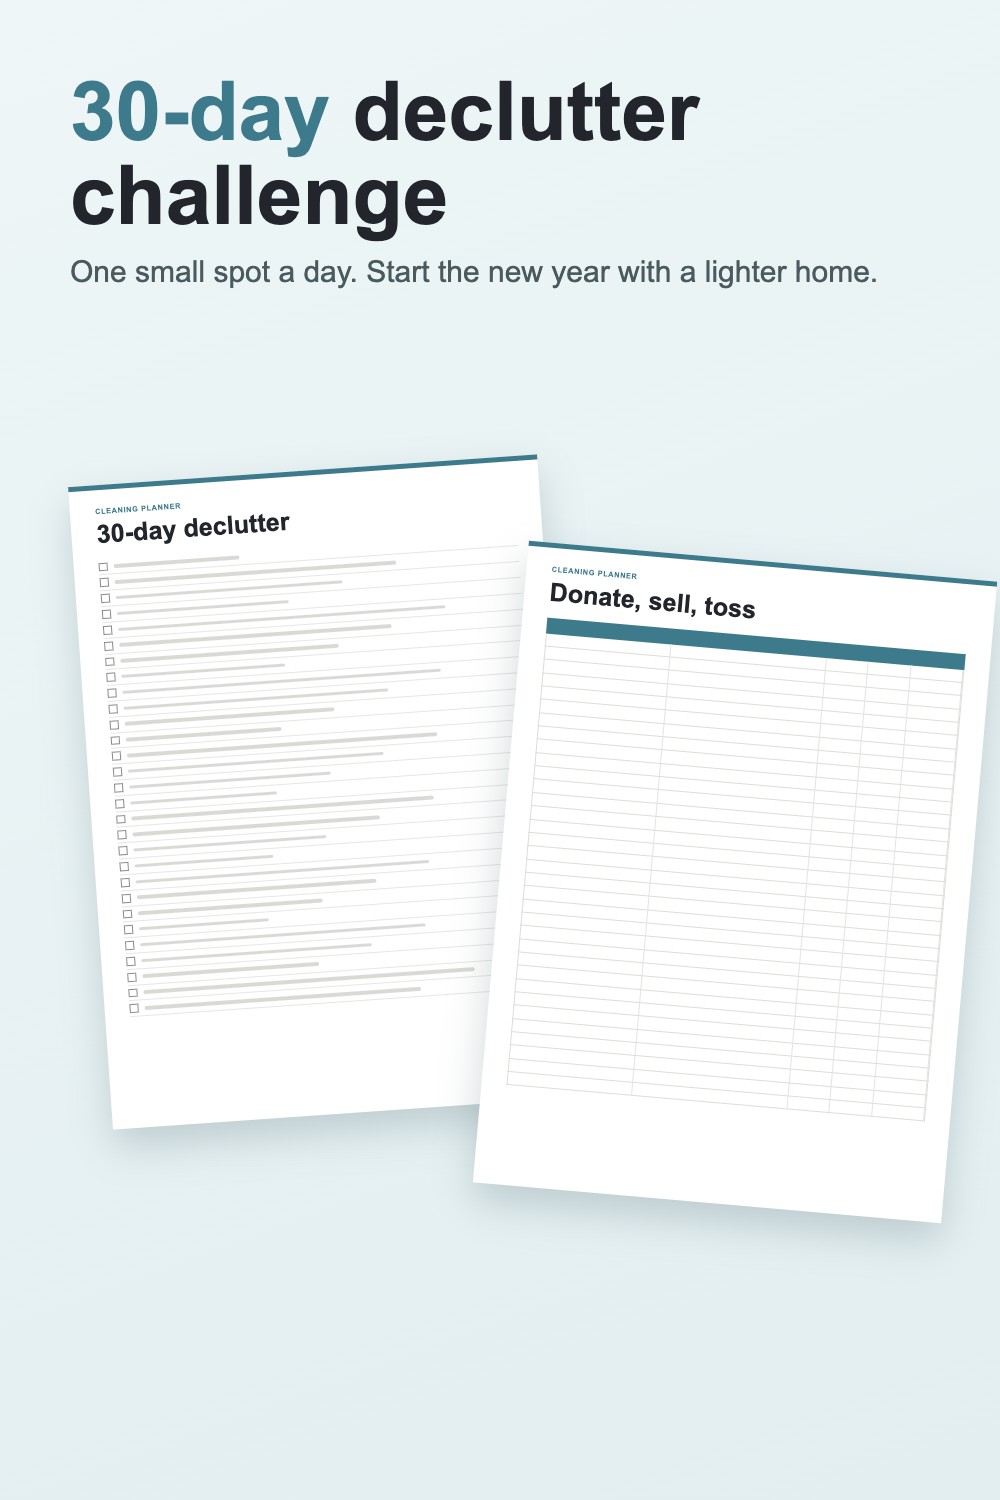 30-day declutter
challenge
One small spot a day. Start the new year with a lighter home.
CLEANING PLANNER
30-day declutter
CLEANING PLANNER
Donate, sell, toss